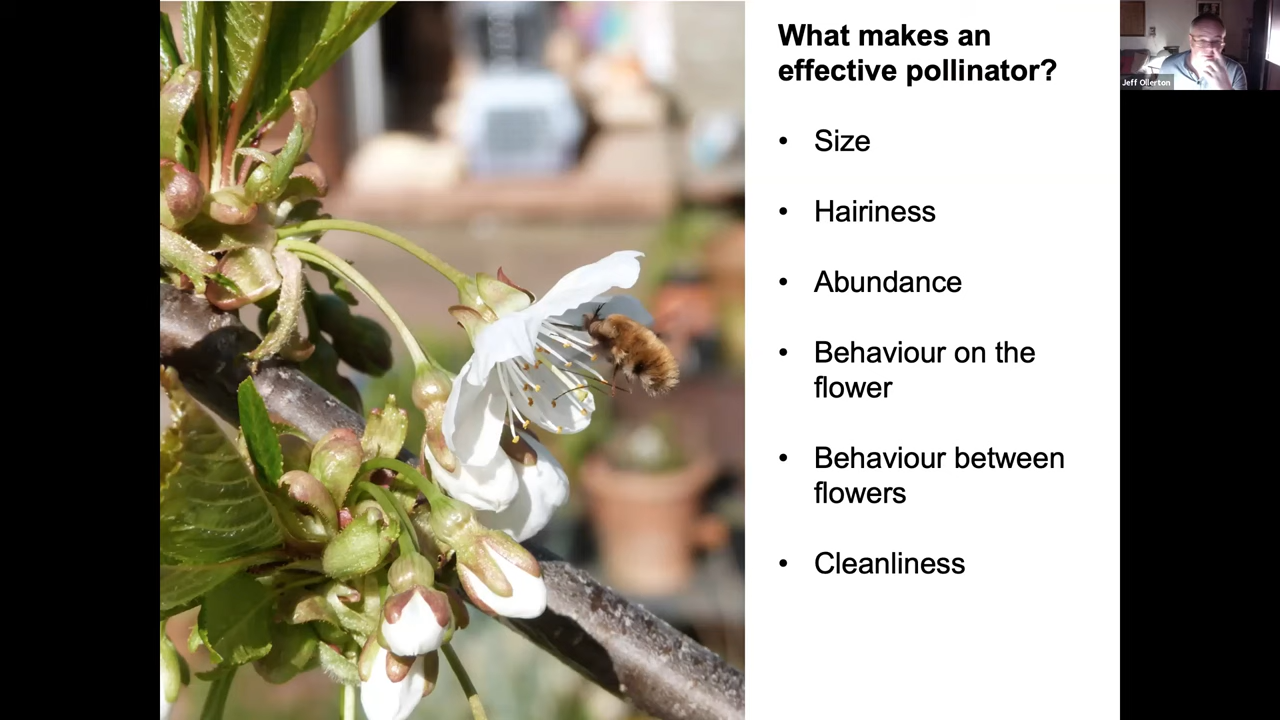 What makes an
effective pollinator?
• Size
• Hairiness
• Abundance
• Behaviour on the
flower
• Behaviour between
flowers
• Cleanliness
Jeff Ollerton